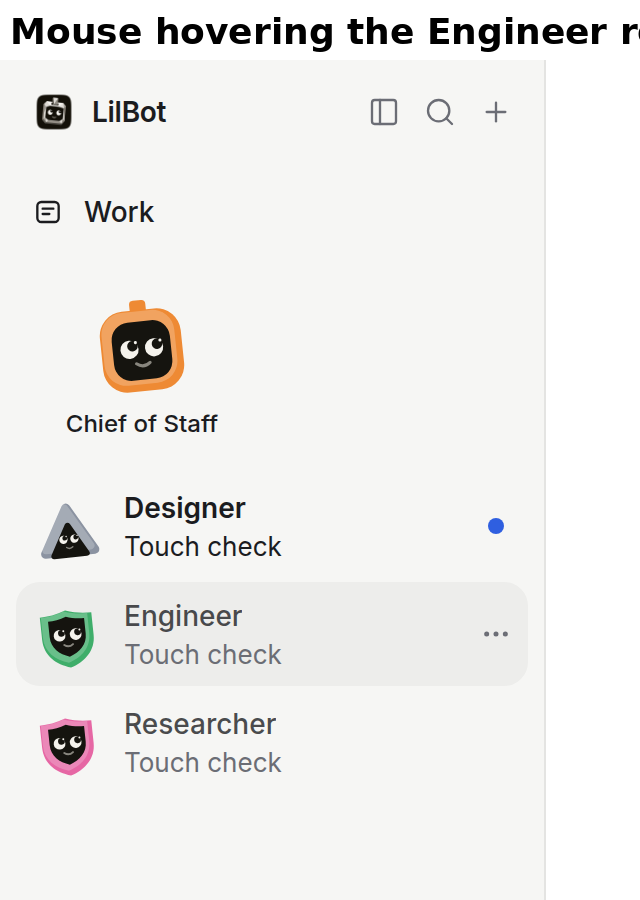 Mouse hovering the Engineer
LilBot
Work
Chief of Staff
Designer
Touch check
Engineer
Touch check
Researcher
Touch check